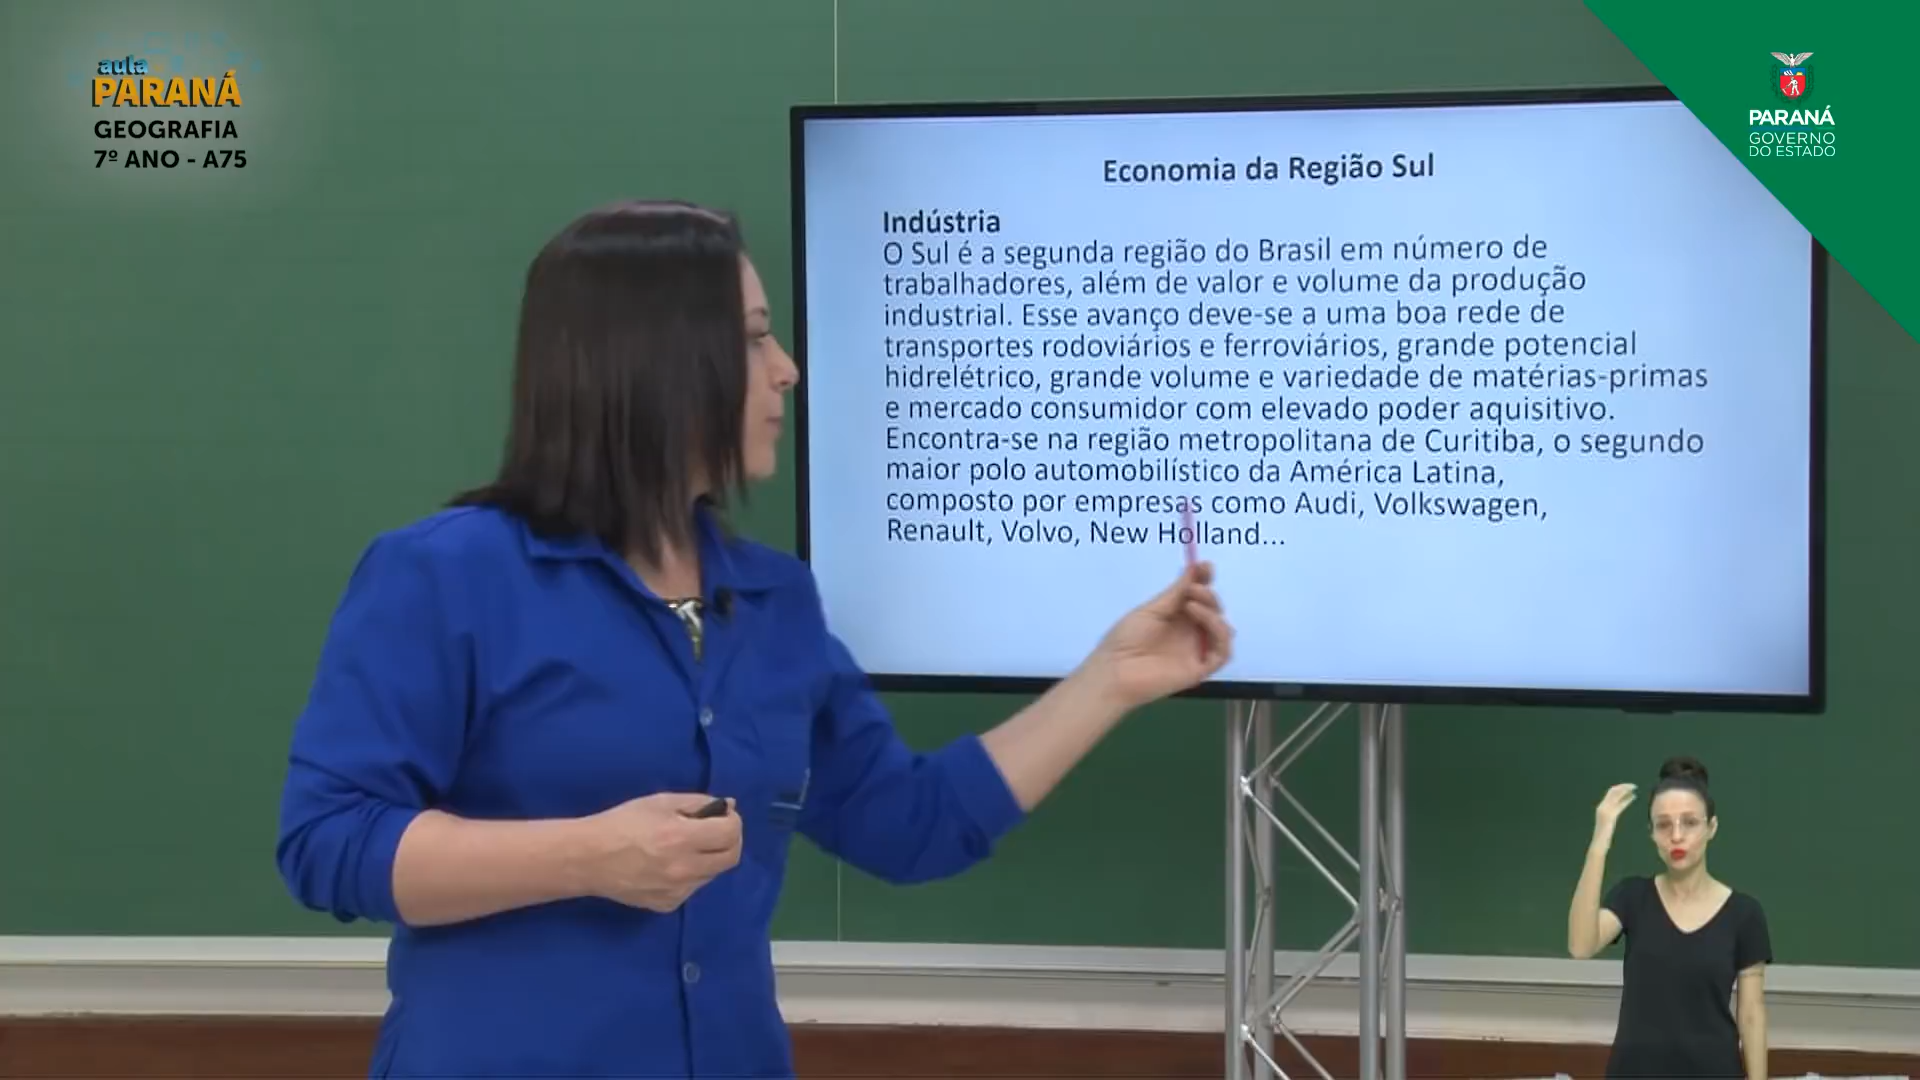 aula
PARANÁ
GEOGRAFIA
7º ANO - A75
PARANÁ
GOVERNO
DO ESTADO
Economia da Região Sul
Indústria
O Sul é a segunda região do Brasil em número de
trabalhadores, além de valor e volume da produção
industrial. Esse avanço deve-se a uma boa rede de
transportes rodoviários e ferroviários, grande potencial
hidrelétrico, grande volume e variedade de matérias-primas
e mercado consumidor com elevado poder aquisitivo.
Encontra-se na região metropolitana de Curitiba, o segundo
maior polo automobilístico da América Latina,
composto por empresas como Audi, Volkswagen,
Renault, Volvo, New Holland...